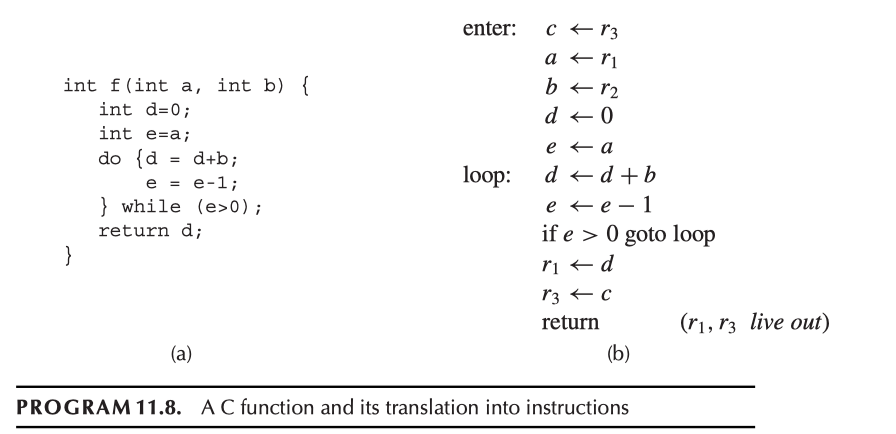 int f(int a, int b) {
int d=0;
int e=a;
do {d = d+b;
e = e-1;
} while (e>0);
return d;
}
(a)
enter: c ← r₃
a ← r₁
b ← r₂
d ← 0
e ← a
loop: d ← d + b
e ← e − 1
if e > 0 goto loop
r₁ ← d
r₃ ← c
return (r₁, r₃ live out)
(b)
PROGRAM 11.8. A C function and its translation into instructions